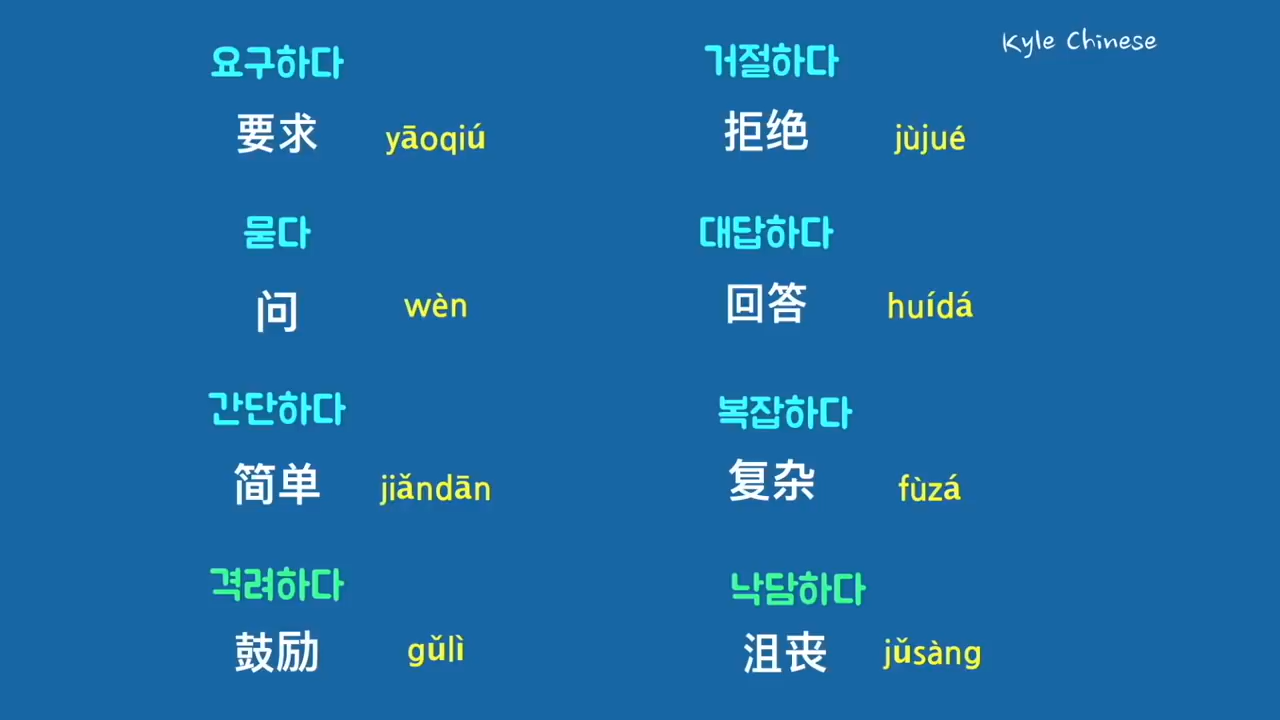 Kyle Chinese
요구하다 거절하다
要求 yāoqiú 拒绝 jùjué
묻다 대답하다
问 wèn 回答 huídá
간단하다 복잡하다
简单 jiǎndān 复杂 fùzá
격려하다 낙담하다
鼓励 gǔlì 沮丧 jǔsàng